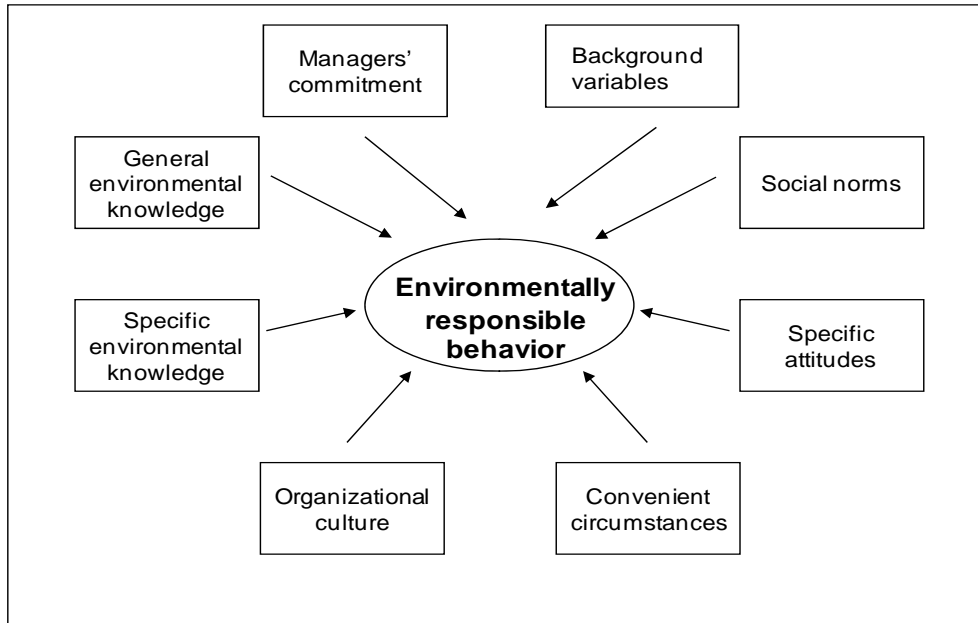 Managers’
commitment
Background
variables
General
environmental
knowledge
Social norms
Environmentally
responsible
behavior
Specific
environmental
knowledge
Specific
attitudes
Organizational
culture
Convenient
circumstances